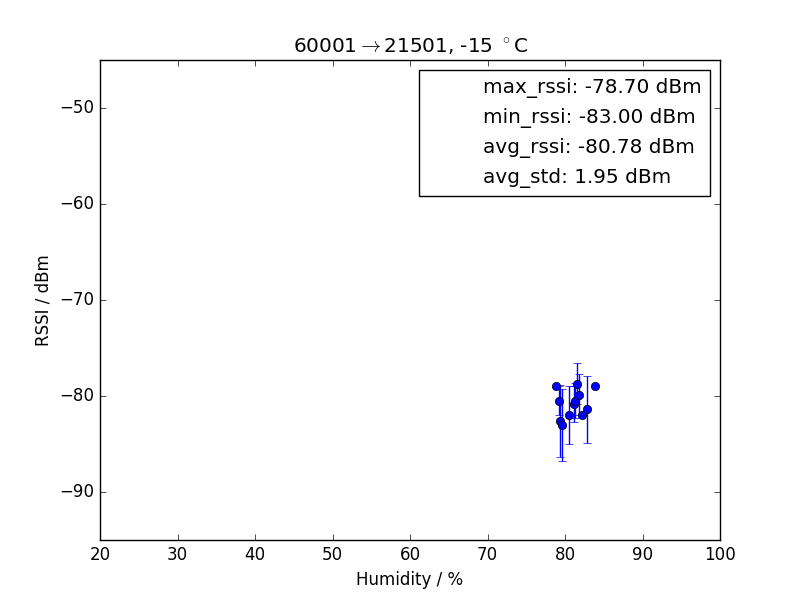 60001→21501, -15 °C
max_rssi: -78.70 dBm
min_rssi: -83.00 dBm
avg_rssi: -80.78 dBm
avg_std: 1.95 dBm
RSSI / dBm
−50
−60
−70
−80
−90
20 30 40 50 60 70 80 90 100
Humidity / %